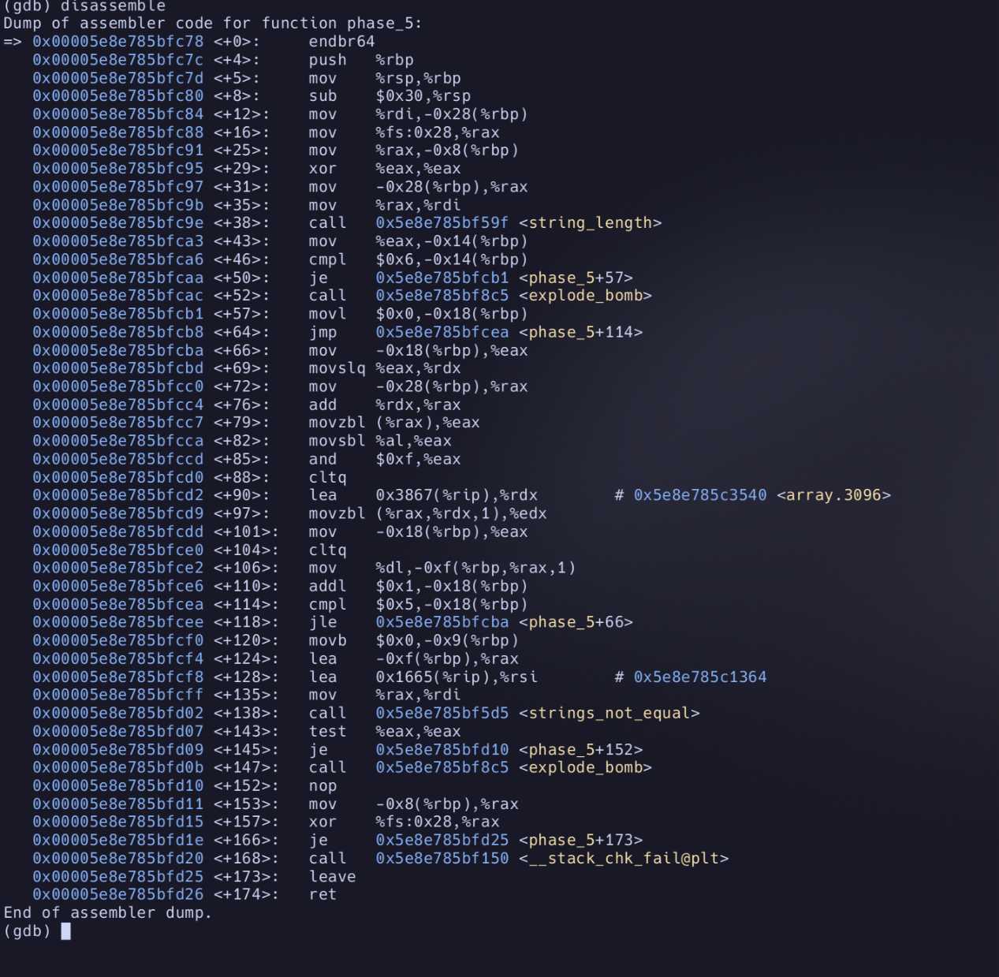 (gdb) disassemble
Dump of assembler code for function phase_5:
=> 0x00005e8e785bfc78 <+0>:     endbr64
   0x00005e8e785bfc7c <+4>:     push   %rbp
   0x00005e8e785bfc7d <+5>:     mov    %rsp,%rbp
   0x00005e8e785bfc80 <+8>:     sub    $0x30,%rsp
   0x00005e8e785bfc84 <+12>:    mov    %rdi,-0x28(%rbp)
   0x00005e8e785bfc88 <+16>:    mov    %fs:0x28,%rax
   0x00005e8e785bfc91 <+25>:    mov    %rax,-0x8(%rbp)
   0x00005e8e785bfc95 <+29>:    xor    %eax,%eax
   0x00005e8e785bfc97 <+31>:    mov    -0x28(%rbp),%rax
   0x00005e8e785bfc9b <+35>:    mov    %rax,%rdi
   0x00005e8e785bfc9e <+38>:    call   0x5e8e785bf59f <string_length>
   0x00005e8e785bfca3 <+43>:    mov    %eax,-0x14(%rbp)
   0x00005e8e785bfca6 <+46>:    cmpl   $0x6,-0x14(%rbp)
   0x00005e8e785bfcaa <+50>:    je     0x5e8e785bfcb1 <phase_5+57>
   0x00005e8e785bfcac <+52>:    call   0x5e8e785bf8c5 <explode_bomb>
   0x00005e8e785bfcb1 <+57>:    movl   $0x0,-0x18(%rbp)
   0x00005e8e785bfcb8 <+64>:    jmp    0x5e8e785bfcea <phase_5+114>
   0x00005e8e785bfcba <+66>:    mov    -0x18(%rbp),%eax
   0x00005e8e785bfcbd <+69>:    movslq %eax,%rdx
   0x00005e8e785bfcc0 <+72>:    mov    -0x28(%rbp),%rax
   0x00005e8e785bfcc4 <+76>:    add    %rdx,%rax
   0x00005e8e785bfcc7 <+79>:    movzbl (%rax),%eax
   0x00005e8e785bfcca <+82>:    movsbl %al,%eax
   0x00005e8e785bfccd <+85>:    and    $0xf,%eax
   0x00005e8e785bfcd0 <+88>:    cltq
   0x00005e8e785bfcd2 <+90>:    lea    0x3867(%rip),%rdx        # 0x5e8e785c3540 <array.3096>
   0x00005e8e785bfcd9 <+97>:    movzbl (%rax,%rdx,1),%edx
   0x00005e8e785bfcdd <+101>:   mov    -0x18(%rbp),%eax
   0x00005e8e785bfce0 <+104>:   cltq
   0x00005e8e785bfce2 <+106>:   mov    %dl,-0xf(%rbp,%rax,1)
   0x00005e8e785bfce6 <+110>:   addl   $0x1,-0x18(%rbp)
   0x00005e8e785bfcea <+114>:   cmpl   $0x5,-0x18(%rbp)
   0x00005e8e785bfcee <+118>:   jle    0x5e8e785bfcba <phase_5+66>
   0x00005e8e785bfcf0 <+120>:   movb   $0x0,-0x9(%rbp)
   0x00005e8e785bfcf4 <+124>:   lea    -0xf(%rbp),%rax
   0x00005e8e785bfcf8 <+128>:   lea    0x1665(%rip),%rsi        # 0x5e8e785c1364
   0x00005e8e785bfcff <+135>:   mov    %rax,%rdi
   0x00005e8e785bfd02 <+138>:   call   0x5e8e785bf5d5 <strings_not_equal>
   0x00005e8e785bfd07 <+143>:   test   %eax,%eax
   0x00005e8e785bfd09 <+145>:   je     0x5e8e785bfd10 <phase_5+152>
   0x00005e8e785bfd0b <+147>:   call   0x5e8e785bf8c5 <explode_bomb>
   0x00005e8e785bfd10 <+152>:   nop
   0x00005e8e785bfd11 <+153>:   mov    -0x8(%rbp),%rax
   0x00005e8e785bfd15 <+157>:   xor    %fs:0x28,%rax
   0x00005e8e785bfd1e <+166>:   je     0x5e8e785bfd25 <phase_5+173>
   0x00005e8e785bfd20 <+168>:   call   0x5e8e785bf150 <__stack_chk_fail@plt>
   0x00005e8e785bfd25 <+173>:   leave
   0x00005e8e785bfd26 <+174>:   ret
End of assembler dump.
(gdb)